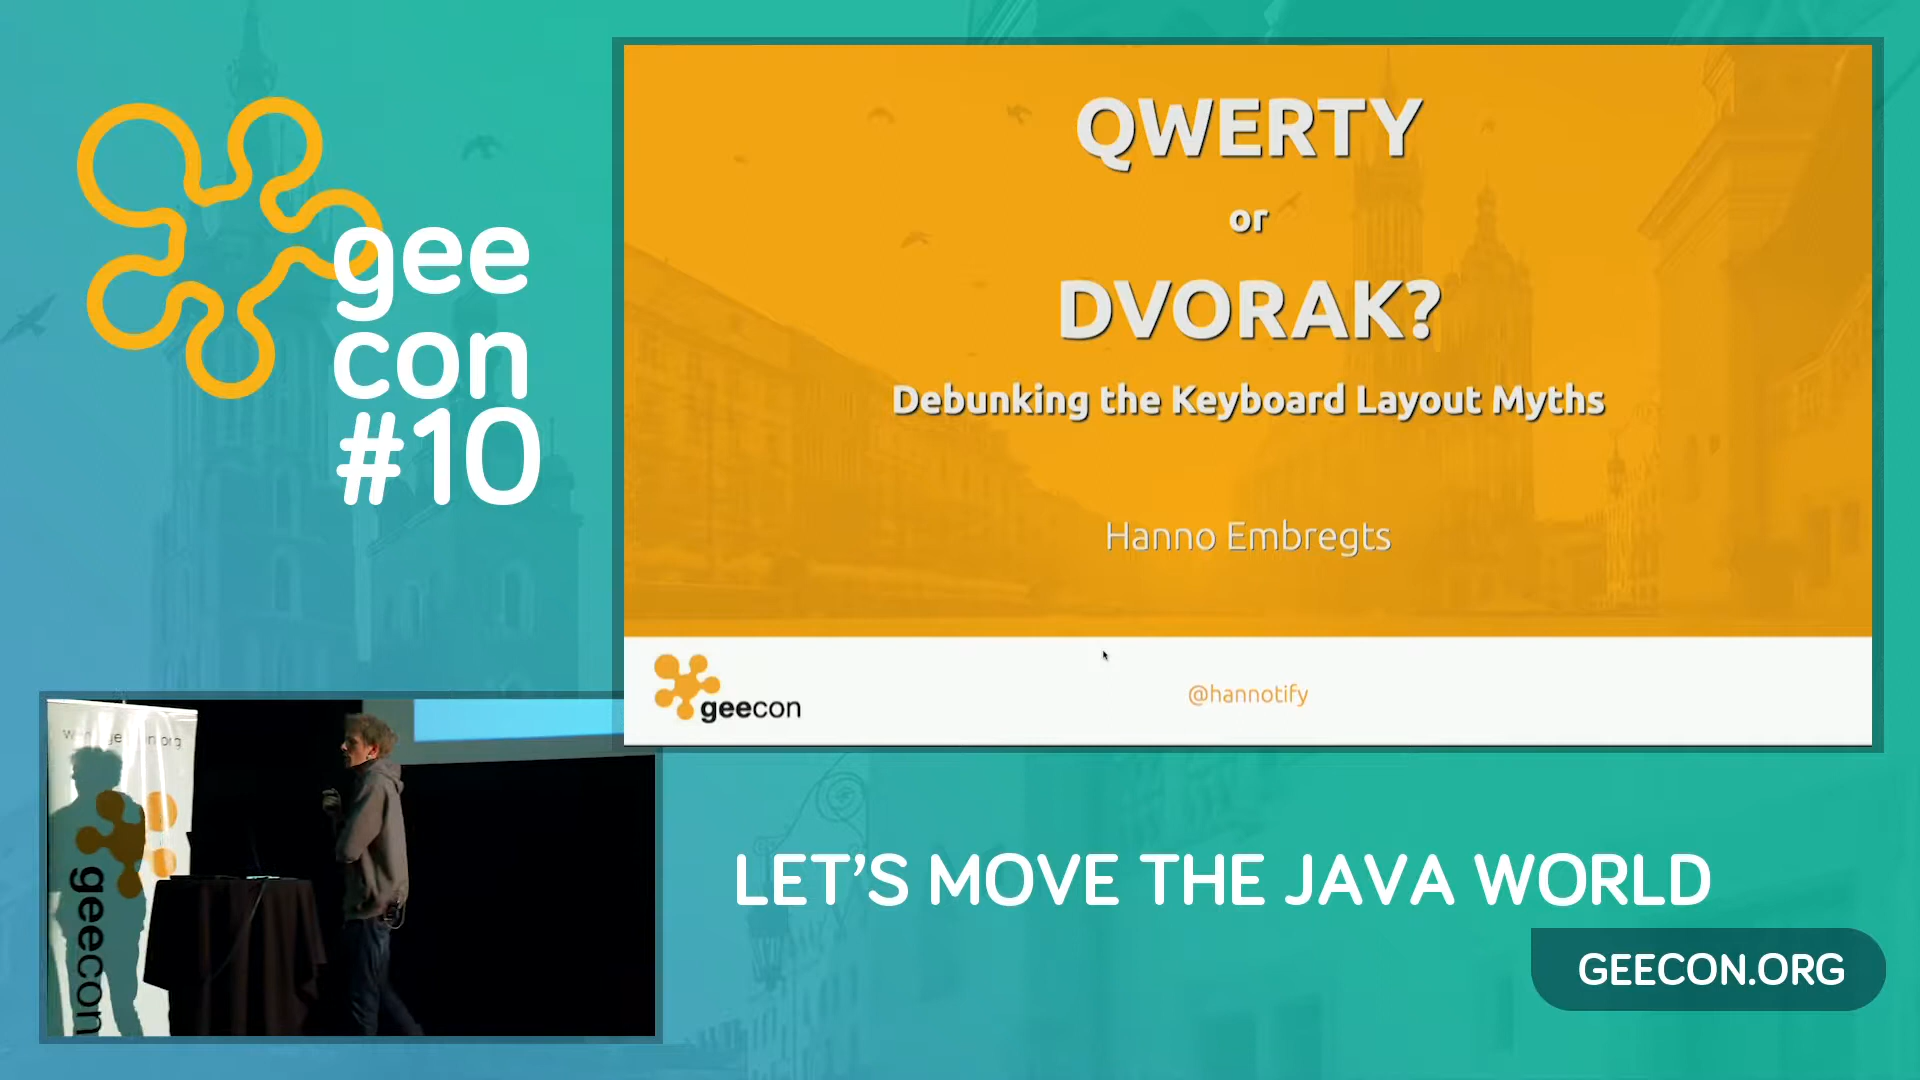 gee
con
#10
QWERTY
or
DVORAK?
Debunking the Keyboard Layout Myths
Hanno Embregts
geecon
@hannotify
geecon
LET'S MOVE THE JAVA WORLD
GEECON.ORG